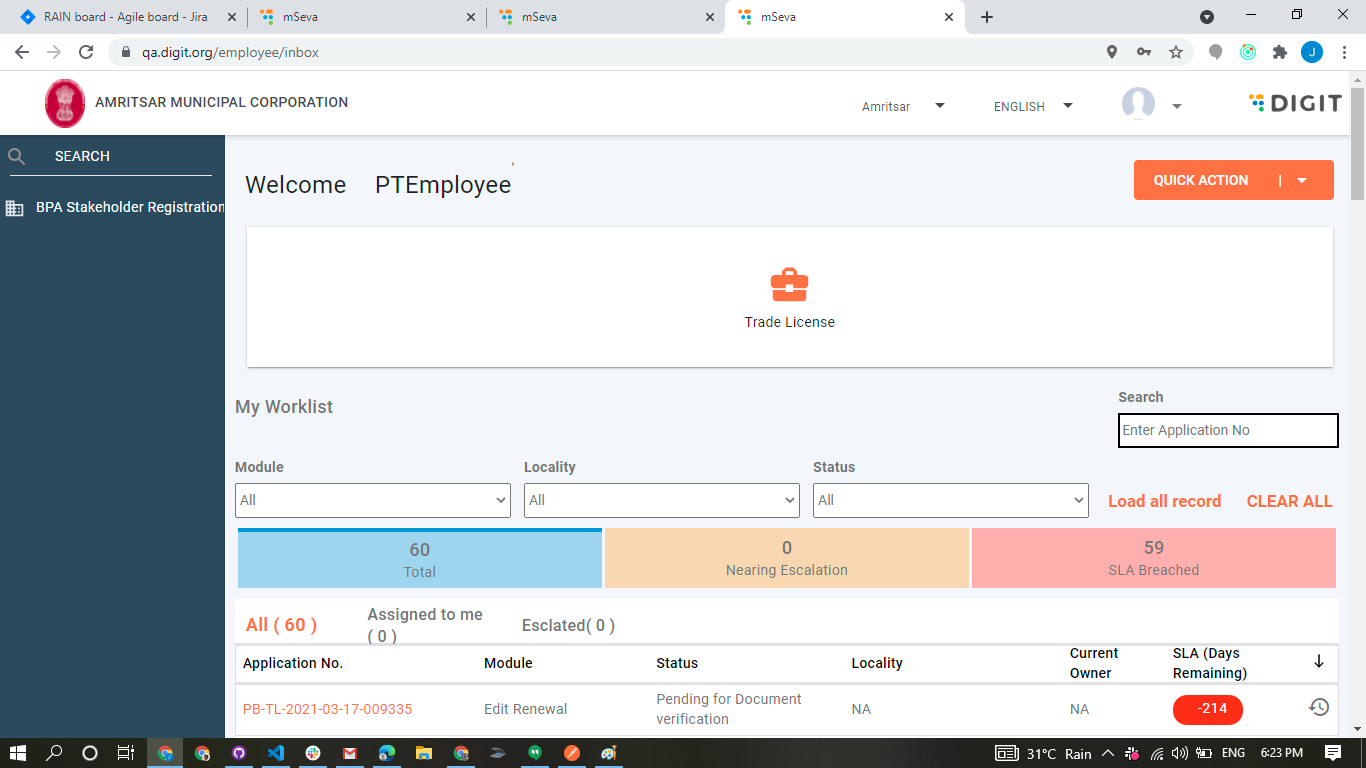 RAIN board - Agile board - Jira
mSeva
mSeva
mSeva
qa.digit.org/employee/inbox
J
AMRITSAR MUNICIPAL CORPORATION
Amritsar
ENGLISH
DIGIT
SEARCH
BPA Stakeholder Registration
Welcome PTEmployee,
QUICK ACTION |
Trade License
My Worklist
Search
Enter Application No
Module
Locality
Status
All
All
All
Load all record
CLEAR ALL
60
Total
0
Nearing Escalation
59
SLA Breached
All ( 60 )
Assigned to me
( 0 )
Esclated( 0 )
Application No.
Module
Status
Locality
Current
Owner
SLA (Days
Remaining)
PB-TL-2021-03-17-009335
Edit Renewal
Pending for Document
verification
NA
NA
-214
31°C Rain
ENG
6:23 PM